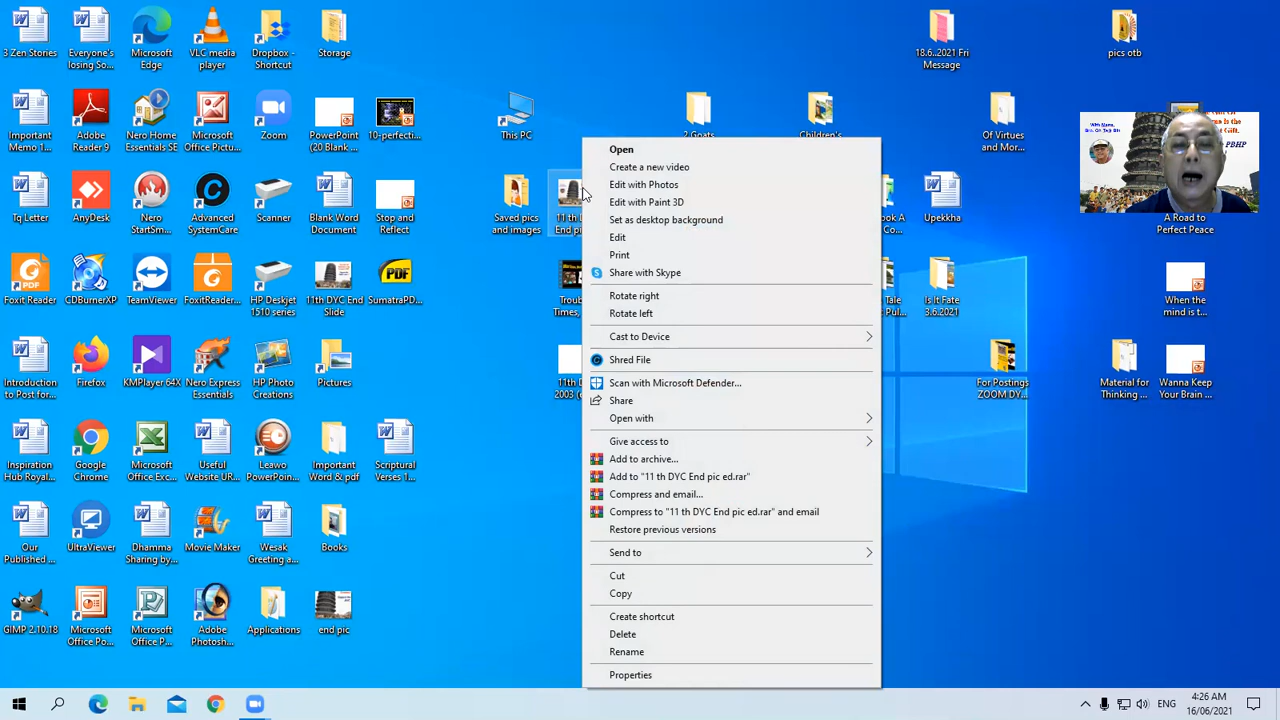 3 Zen Stories
Everyone's
losing So...
Microsoft
Edge
VLC media
player
Dropbox -
Shortcut
Storage
18.6..2021 Fri
Message
pics otb
Important
Memo 1...
Adobe
Reader 9
Nero Home
Essentials SE
Microsoft
Office Pictu...
Zoom
PowerPoint
(20 Blank ...
10-perfecti...
This PC
2 Goats
Children's
Of Virtues
and Mor...
With Metta,
Bro. Oh Teik Bin
PBHP
Tq Letter
AnyDesk
Nero
StartSm...
Advanced
SystemCare
Scanner
Blank Word
Document
Stop and
Reflect
Saved pics
and images
11 th D
End pi
Upekkha
A Road to
Perfect Peace
Foxit Reader
CDBurnerXP
TeamViewer
FoxitReader...
HP Deskjet
1510 series
11th DYC End
Slide
PDF
SumatraPD...
Troub
Times,
Tale
Pul...
Is It Fate
3.6.2021
When the
mind is t...
Introduction
to Post for...
Firefox
KMPlayer 64X
Nero Express
Essentials
HP Photo
Creations
Pictures
11th D
2003 (e
For Postings
ZOOM DY...
Material for
Thinking ...
Wanna Keep
Your Brain ...
Inspiration
Hub Royal...
Google
Chrome
Microsoft
Office Exc...
Useful
Website UR...
Leawo
PowerPoin...
Important
Word & pdf
Scriptural
Verses 1...
Our
Published ...
UltraViewer
Dhamma
Sharing by...
Movie Maker
Wesak
Greeting a...
Books
GIMP 2.10.18
Microsoft
Office Po...
Microsoft
Office P...
Adobe
Photosh...
Applications
end pic
Open
Create a new video
Edit with Photos
Edit with Paint 3D
Set as desktop background
Edit
Print
Share with Skype
Rotate right
Rotate left
Cast to Device
Shred File
Scan with Microsoft Defender...
Share
Open with
Give access to
Add to archive...
Add to "11 th DYC End pic ed.rar"
Compress and email...
Compress to "11 th DYC End pic ed.rar" and email
Restore previous versions
Send to
Cut
Copy
Create shortcut
Delete
Rename
Properties
ENG
4:26 AM
16/06/2021